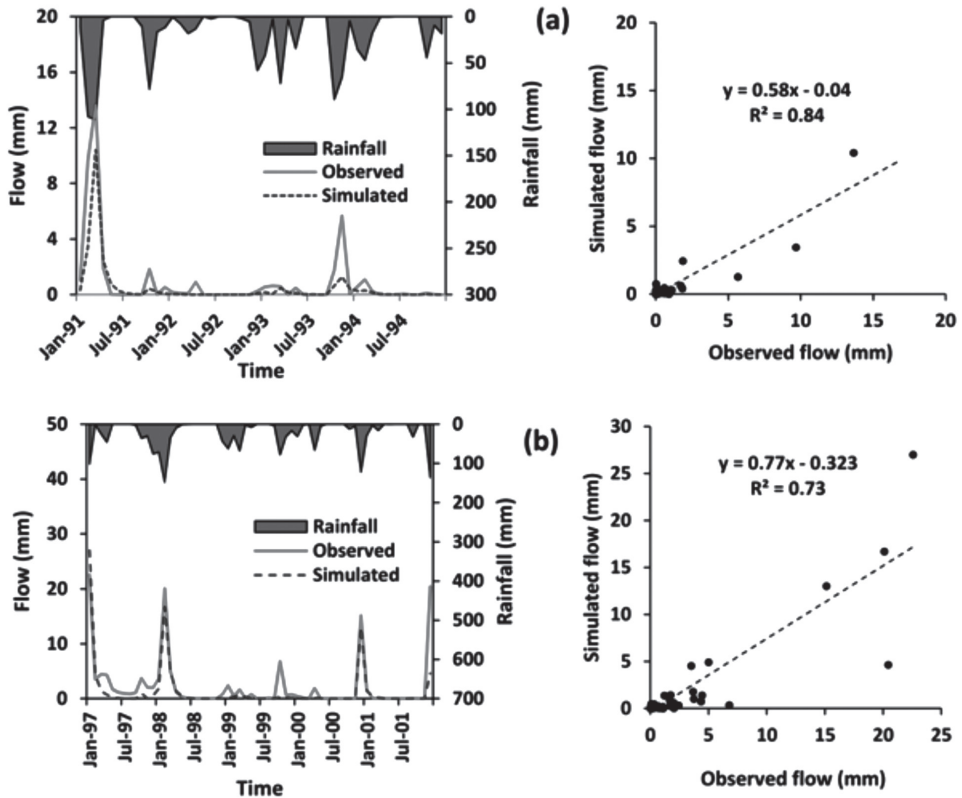 (a)
20
16
12
8
4
0
Flow (mm)
0
50
100
150
200
250
300
Rainfall (mm)
Rainfall
Observed
Simulated
Jan-91
Jul-91
Jan-92
Jul-92
Jan-93
Jul-93
Jan-94
Jul-94
Time
20
15
10
5
0
Simulated flow (mm)
y = 0.58x - 0.04
R² = 0.84
0
5
10
15
20
Observed flow (mm)
(b)
50
40
30
20
10
0
Flow (mm)
0
100
200
300
400
500
600
700
Rainfall (mm)
Rainfall
Observed
Simulated
Jan-97
Jul-97
Jan-98
Jul-98
Jan-99
Jul-99
Jan-00
Jul-00
Jan-01
Jul-01
Time
30
25
20
15
10
5
0
Simulated flow (mm)
y = 0.77x - 0.323
R² = 0.73
0
5
10
15
20
25
Observed flow (mm)